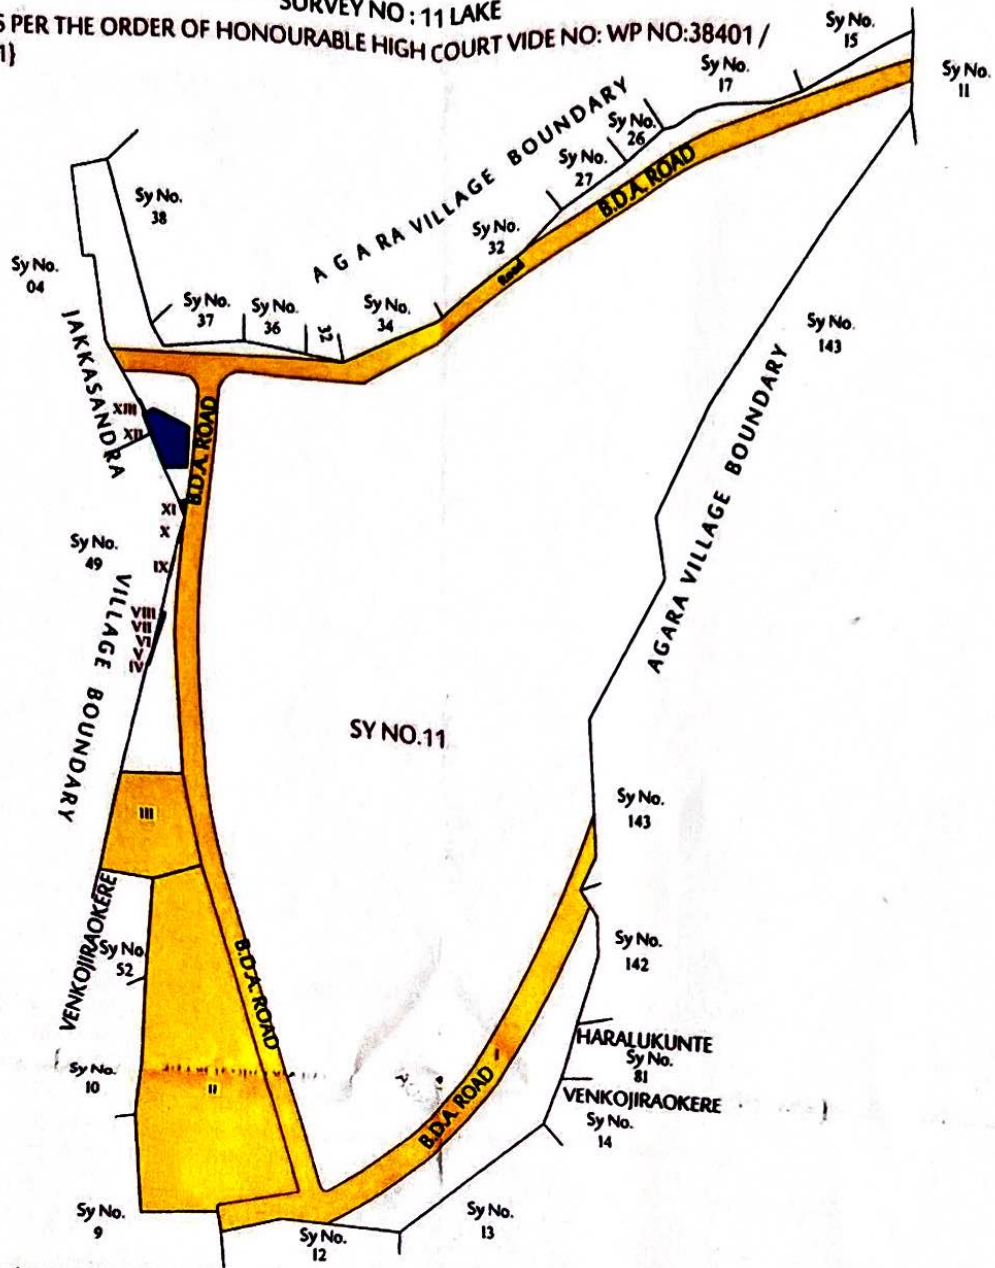 SURVEY NO : 11 LAKE
PER THE ORDER OF HONOURABLE HIGH COURT VIDE NO: WP NO:38401 /
1}
Sy No.
15
Sy No.
11
Sy No.
17
Sy No.
26
Sy No.
27
Sy No.
32
AGARA VILLAGE BOUNDARY
B.D.A. ROAD
Road
Sy No.
38
Sy No.
04
Sy No.
37
Sy No.
36
32
Sy No.
34
Sy No.
143
JAKKASANDRA
VILLAGE BOUNDARY
XIII
XII
B.D.A. ROAD
XI
X
IX
VIII
VII
VI
V
IV
Sy No.
49
AGARA VILLAGE BOUNDARY
SY NO.11
III
Sy No.
143
VENKOJIRAOKERE
Sy No.
52
B.D.A. ROAD
Sy No.
142
Sy No.
10
II
HARALUKUNTE
Sy No.
81
VENKOJIRAOKERE
Sy No.
14
B.D.A. ROAD - I
Sy No.
9
Sy No.
12
Sy No.
13